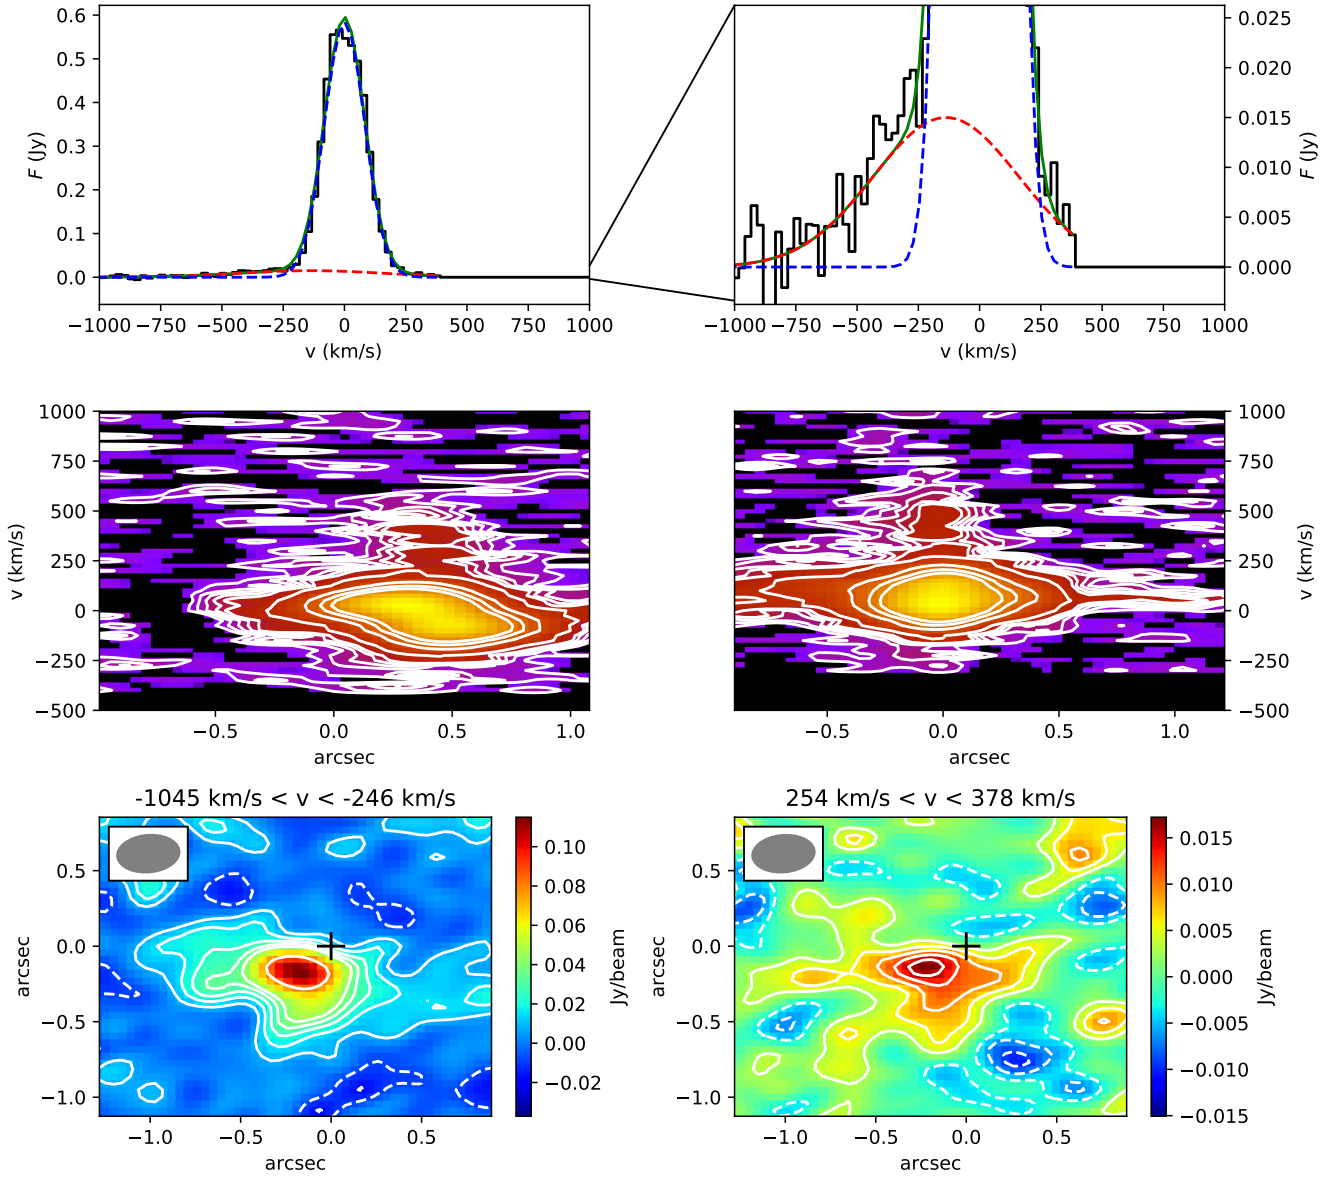 0.6
0.5
0.4
0.3
0.2
0.1
0.0
F (Jy)
−1000 −750 −500 −250 0 250 500 750 1000
v (km/s)
0.025
0.020
0.015
0.010
0.005
0.000
F (Jy)
−1000 −750 −500 −250 0 250 500 750 1000
v (km/s)
1000
750
500
250
0
−250
−500
v (km/s)
−0.5 0.0 0.5 1.0
arcsec
1000
750
500
250
0
−250
−500
v (km/s)
−0.5 0.0 0.5 1.0
arcsec
-1045 km/s < v < -246 km/s
0.5
0.0
−0.5
−1.0
arcsec
−1.0 −0.5 0.0 0.5
arcsec
0.10
0.08
0.06
0.04
0.02
0.00
−0.02
Jy/beam
254 km/s < v < 378 km/s
0.5
0.0
−0.5
−1.0
arcsec
−1.0 −0.5 0.0 0.5
arcsec
0.015
0.010
0.005
0.000
−0.005
−0.010
−0.015
Jy/beam